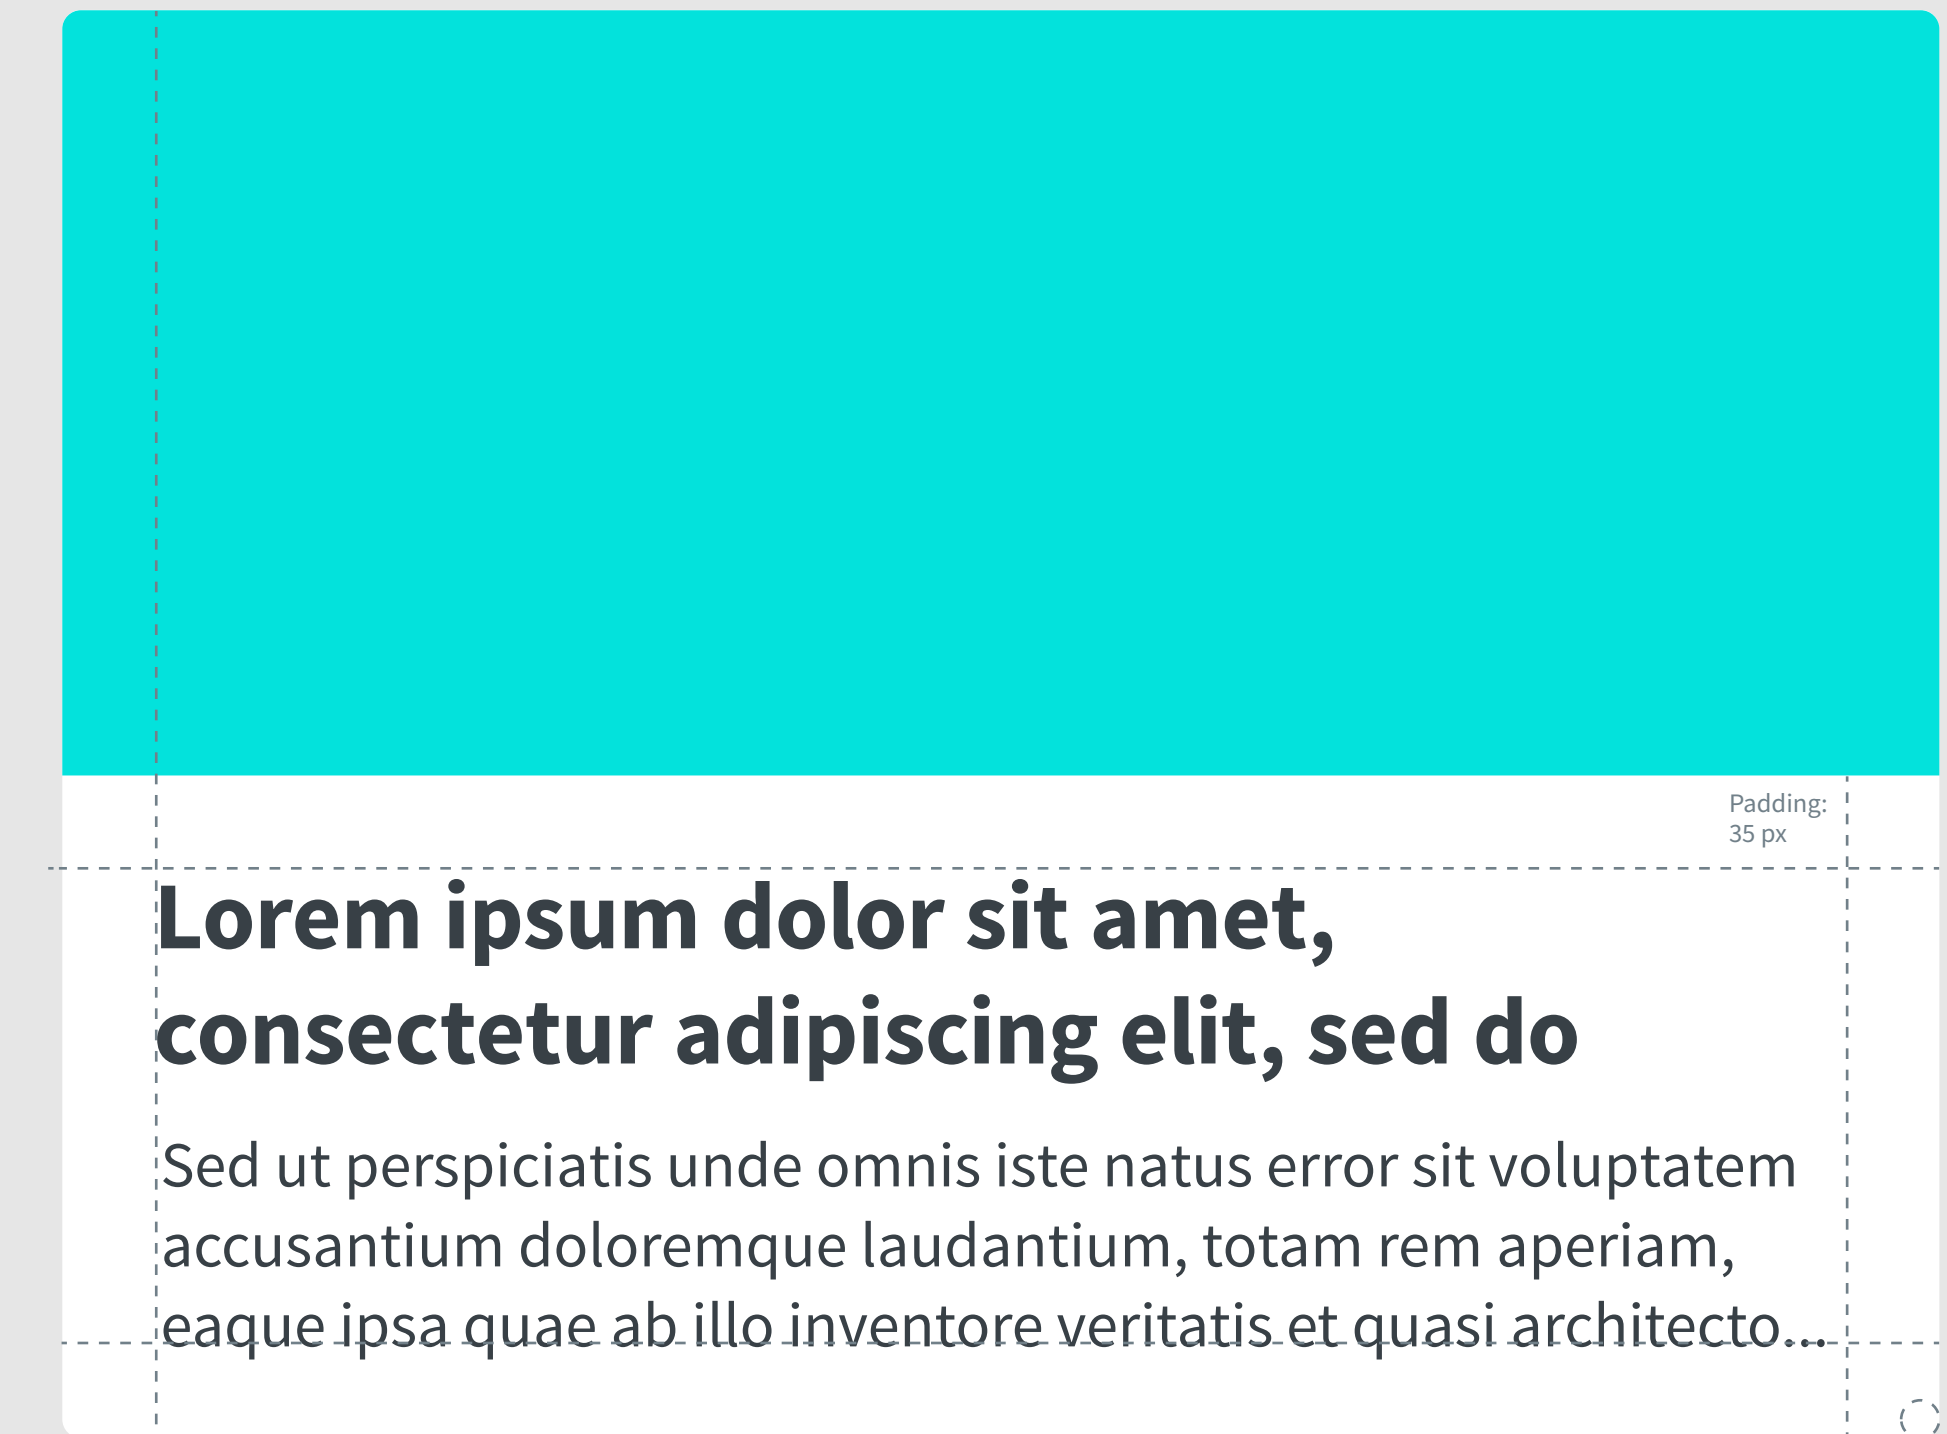 Padding:
35 px
Lorem ipsum dolor sit amet,
consectetur adipiscing elit, sed do
Sed ut perspiciatis unde omnis iste natus error sit voluptatem
accusantium doloremque laudantium, totam rem aperiam,
eaque ipsa quae ab illo inventore veritatis et quasi architecto...